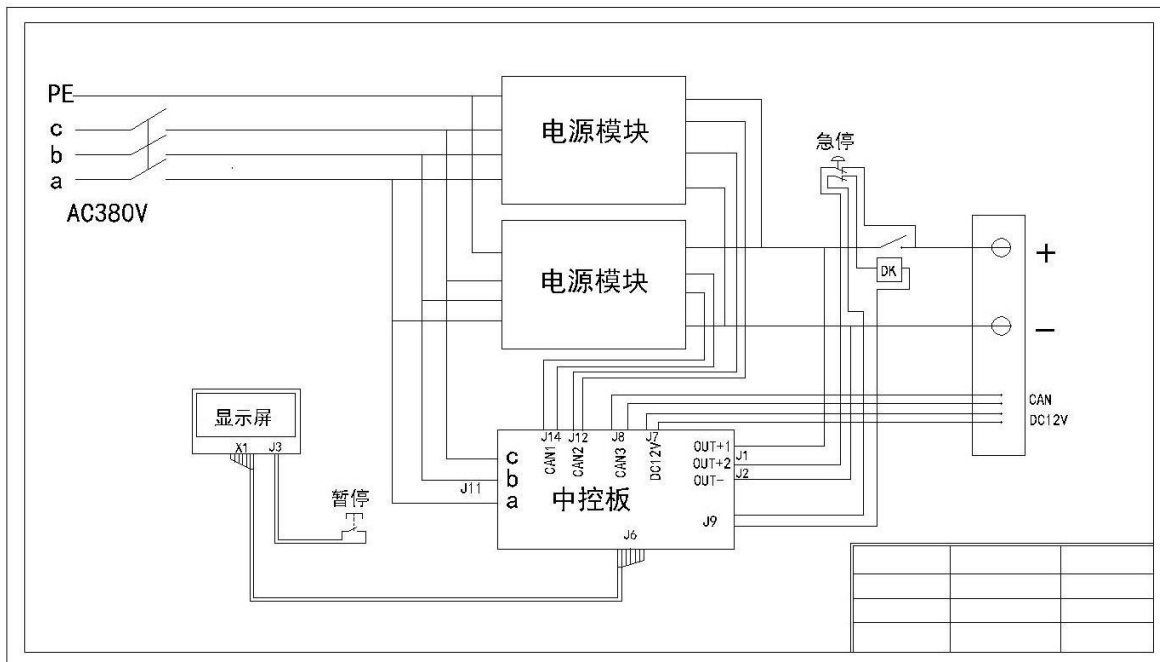 PE
c
b
a
AC380V
电源模块
电源模块
急停
DK
+
−
CAN
DC12V
显示屏
X1
J3
暂停
J14
J12
J8
J7
CAN1
CAN2
CAN3
DC12V
OUT+1
J1
OUT+2
J2
OUT-
c
b
a
J11
中控板
J9
J6